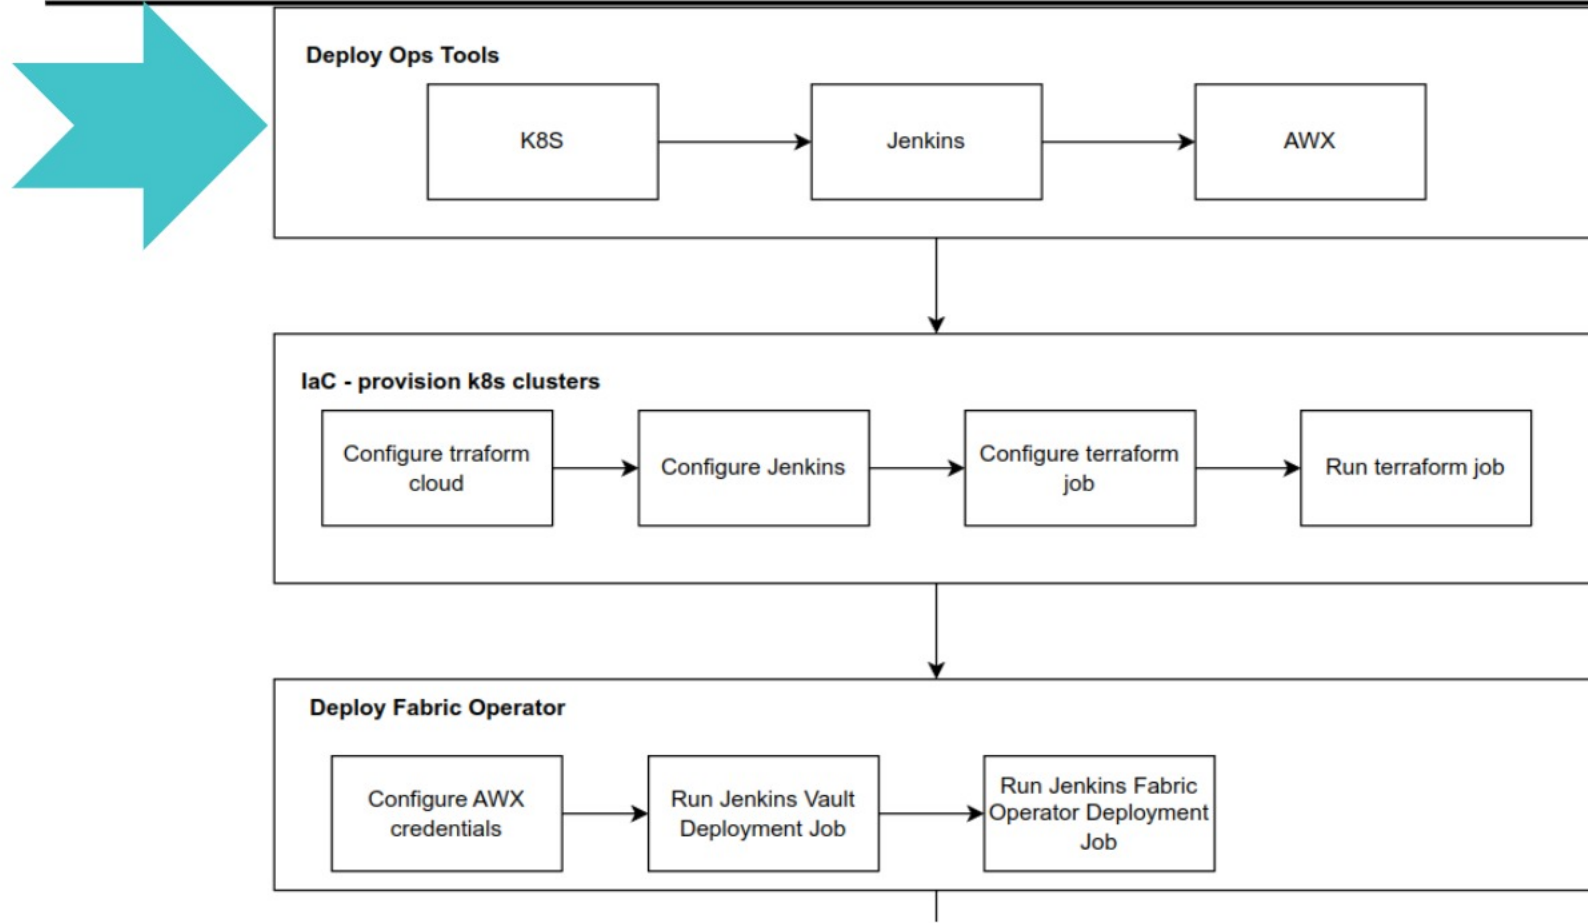 Deploy Ops Tools
K8S
Jenkins
AWX
IaC - provision k8s clusters
Configure trraform
cloud
Configure Jenkins
Configure terraform
job
Run terraform job
Deploy Fabric Operator
Configure AWX
credentials
Run Jenkins Vault
Deployment Job
Run Jenkins Fabric
Operator Deployment
Job